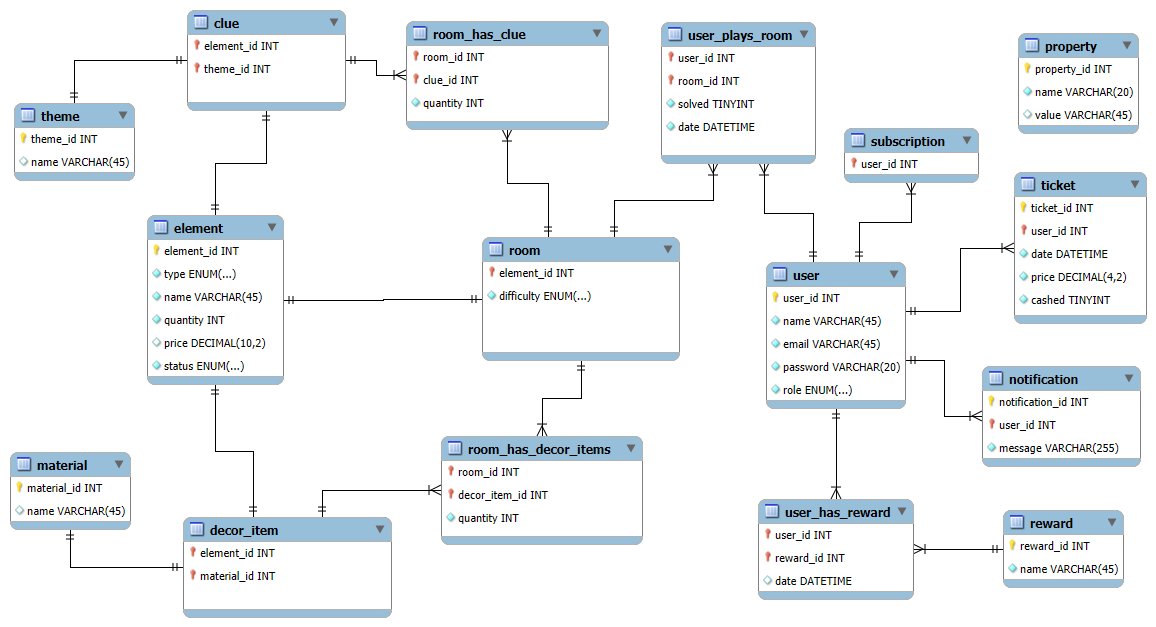 clue
element_id INT
theme_id INT
room_has_clue
room_id INT
clue_id INT
quantity INT
user_plays_room
user_id INT
room_id INT
solved TINYINT
date DATETIME
property
property_id INT
name VARCHAR(20)
value VARCHAR(45)
theme
theme_id INT
name VARCHAR(45)
subscription
user_id INT
ticket
ticket_id INT
user_id INT
date DATETIME
price DECIMAL(4,2)
cashed TINYINT
element
element_id INT
type ENUM(...)
name VARCHAR(45)
quantity INT
price DECIMAL(10,2)
status ENUM(...)
room
element_id INT
difficulty ENUM(...)
user
user_id INT
name VARCHAR(45)
email VARCHAR(45)
password VARCHAR(20)
role ENUM(...)
notification
notification_id INT
user_id INT
message VARCHAR(255)
material
material_id INT
name VARCHAR(45)
room_has_decor_items
room_id INT
decor_item_id INT
quantity INT
decor_item
element_id INT
material_id INT
user_has_reward
user_id INT
reward_id INT
date DATETIME
reward
reward_id INT
name VARCHAR(45)